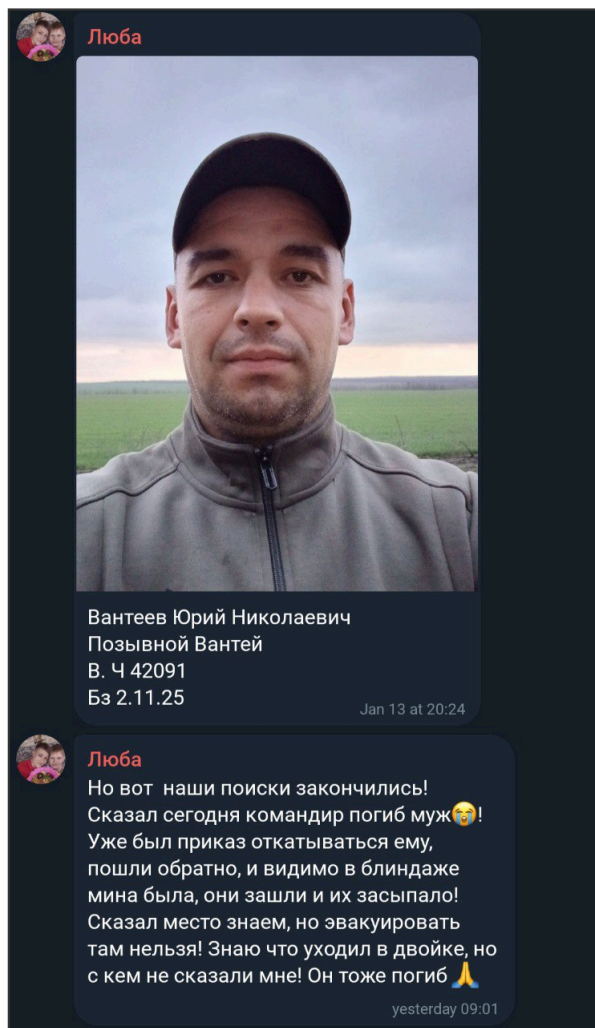 Люба
Вантеев Юрий Николаевич
Позывной Вантей
В. Ч 42091
Бз 2.11.25
Jan 13 at 20:24
Люба
Но вот наши поиски закончились!
Сказал сегодня командир погиб муж😭!
Уже был приказ откатываться ему,
пошли обратно, и видимо в блиндаже
мина была, они зашли и их засыпало!
Сказал место знаем, но эвакуировать
там нельзя! Знаю что уходил в двойке, но
с кем не сказали мне! Он тоже погиб🙏
yesterday 09:01